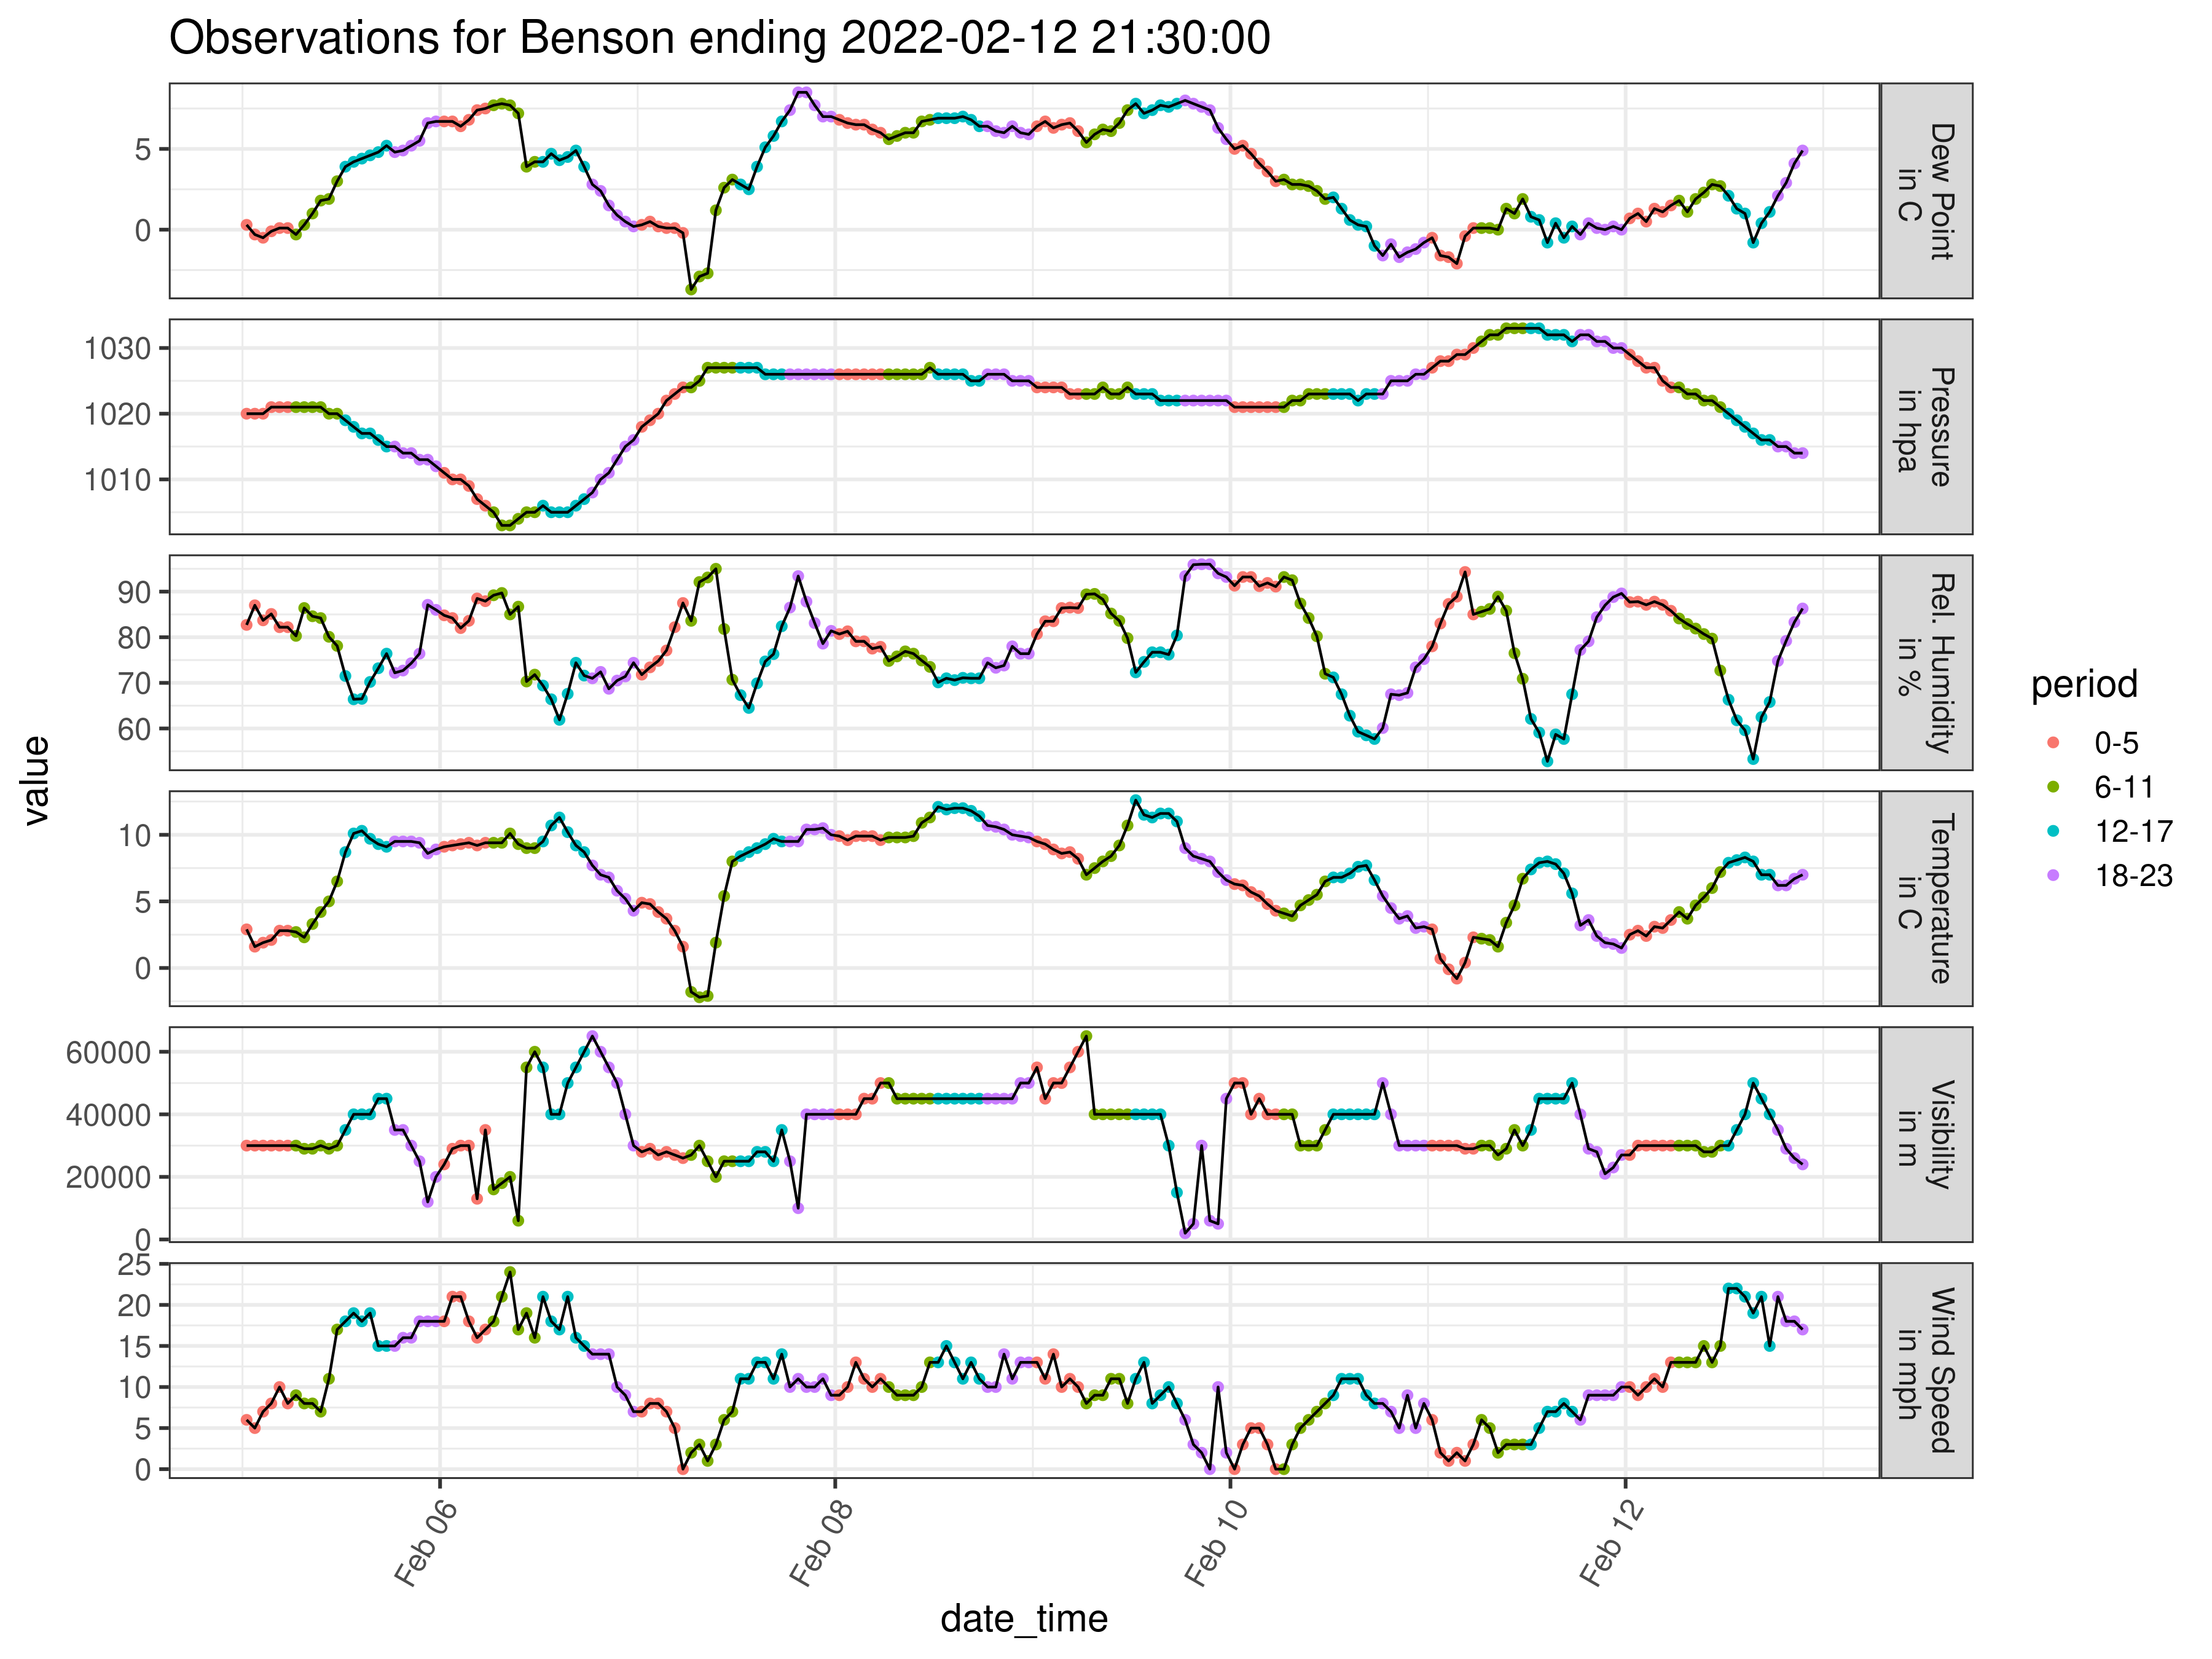 Observations for Benson ending 2022-02-12 21:30:00
value
5
0
Dew Point
in C
1030
1020
1010
Pressure
in hpa
90
80
70
60
Rel. Humidity
in %
10
5
0
Temperature
in C
60000
40000
20000
0
Visibility
in m
25
20
15
10
5
0
Wind Speed
in mph
Feb 06
Feb 08
Feb 10
Feb 12
date_time
period
0-5
6-11
12-17
18-23